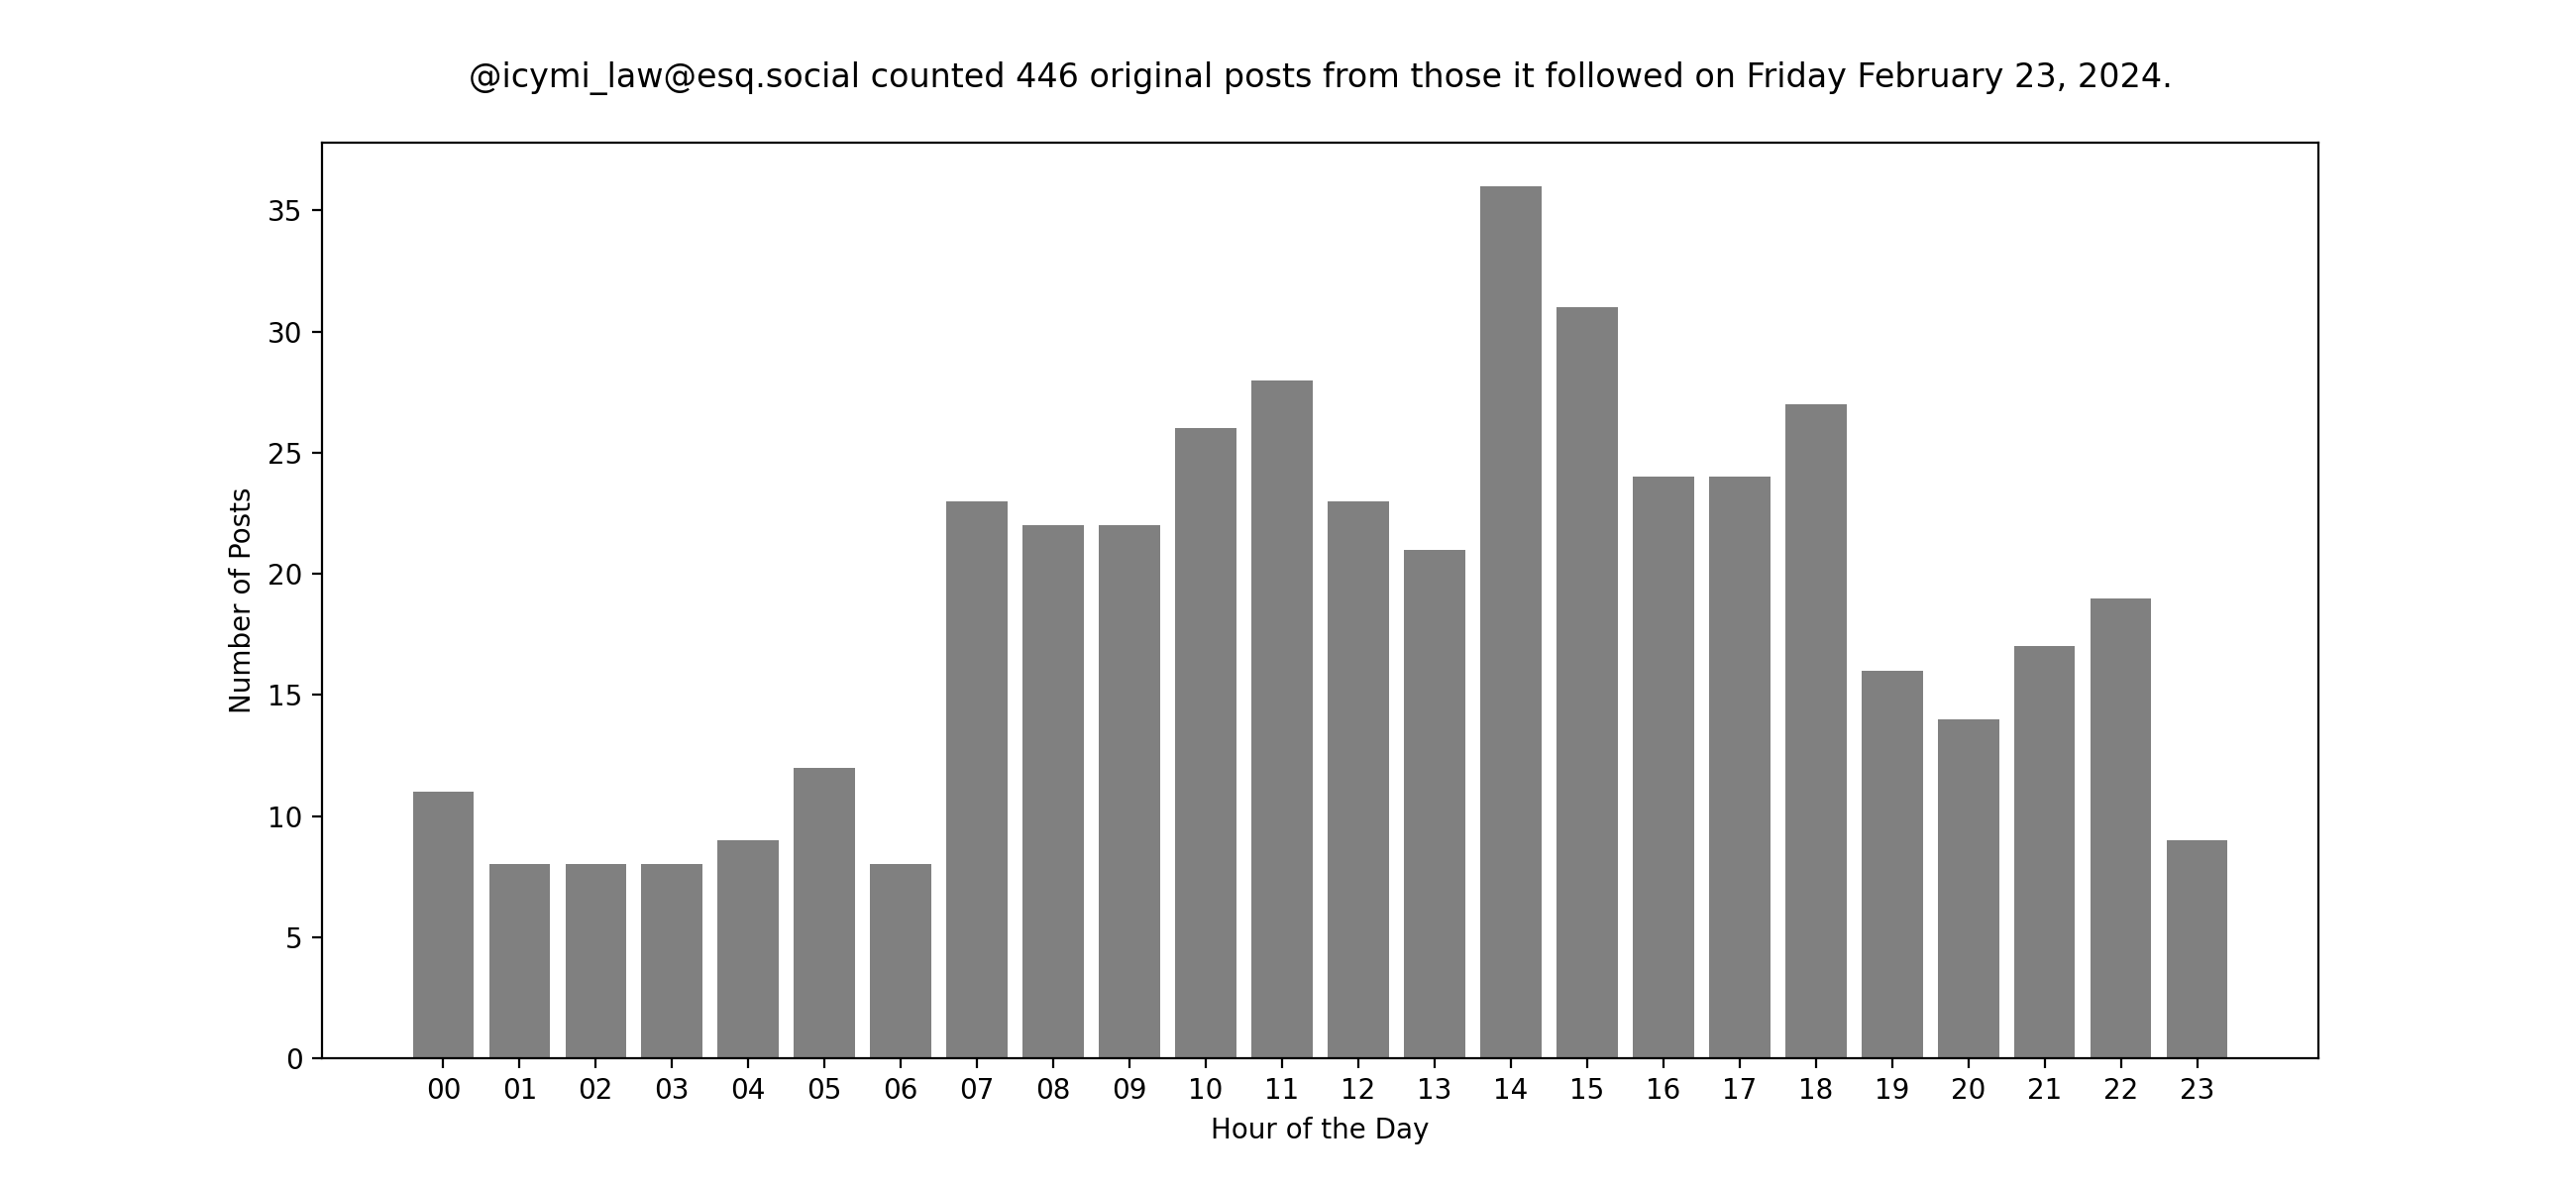 @icymi_law@esq.social counted 446 original posts from those it followed on Friday February 23, 2024.
35
30
25
20
15
10
5
0
Number of Posts
00 01 02 03 04 05 06 07 08 09 10 11 12 13 14 15 16 17 18 19 20 21 22 23
Hour of the Day